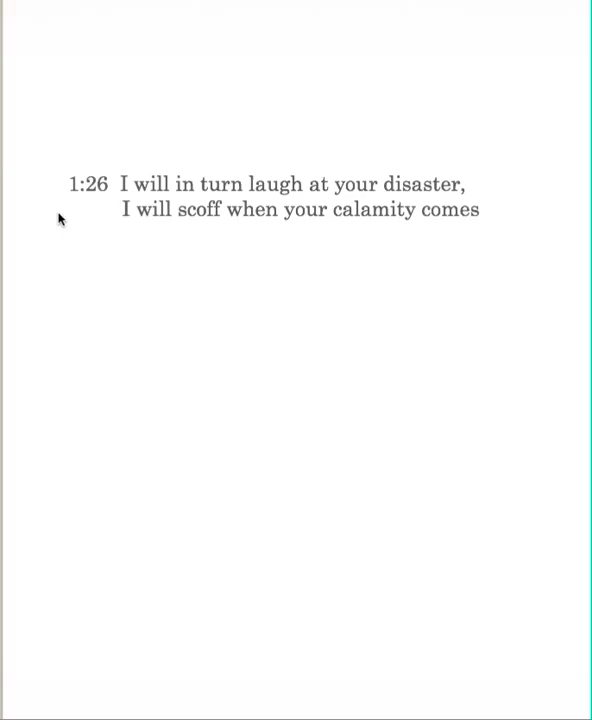 1:26 I will in turn laugh at your disaster,
I will scoff when your calamity comes